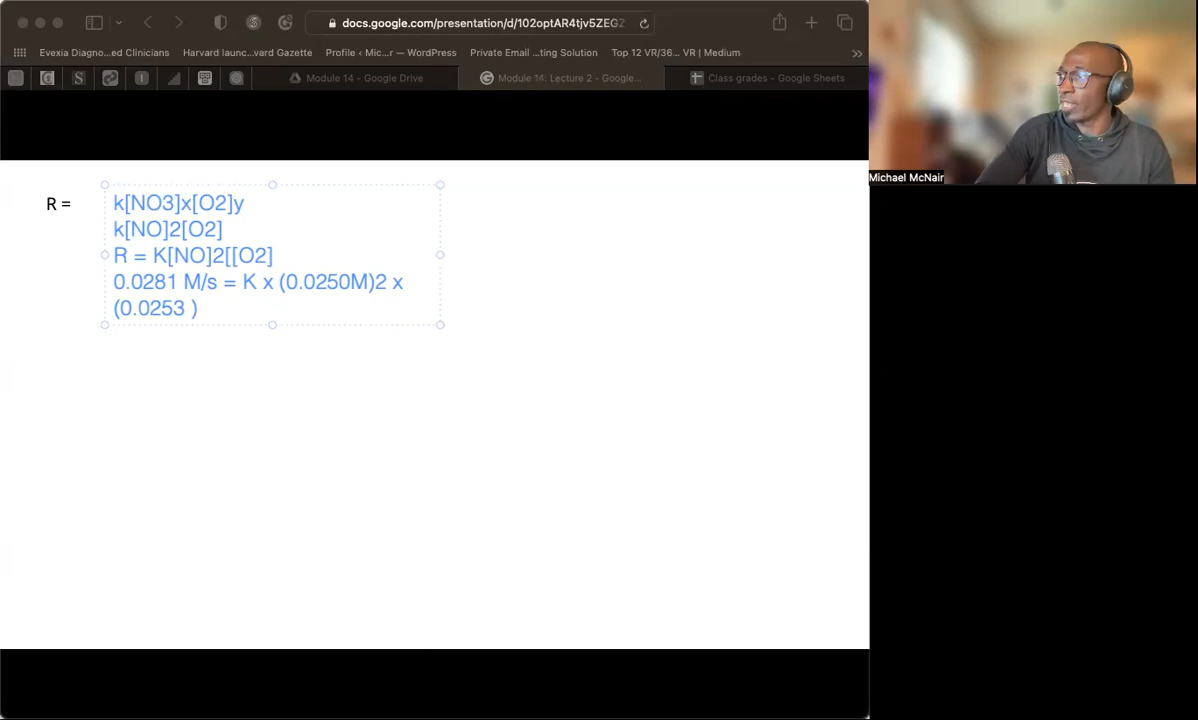 docs.google.com/presentation/d/102optAR4tjv5ZEG2
Evexia Diagno...ed Clinicians Harvard launc...vard Gazette Profile ‹ Mic...r — WordPress Private Email ...ting Solution Top 12 VR/36... VR | Medium
Module 14 - Google Drive Module 14: Lecture 2 - Google... Class grades - Google Sheets
Michael McNair
R = k[NO3]x[O2]y
k[NO]2[O2]
R = K[NO]2[[O2]
0.0281 M/s = K x (0.0250M)2 x
(0.0253 )